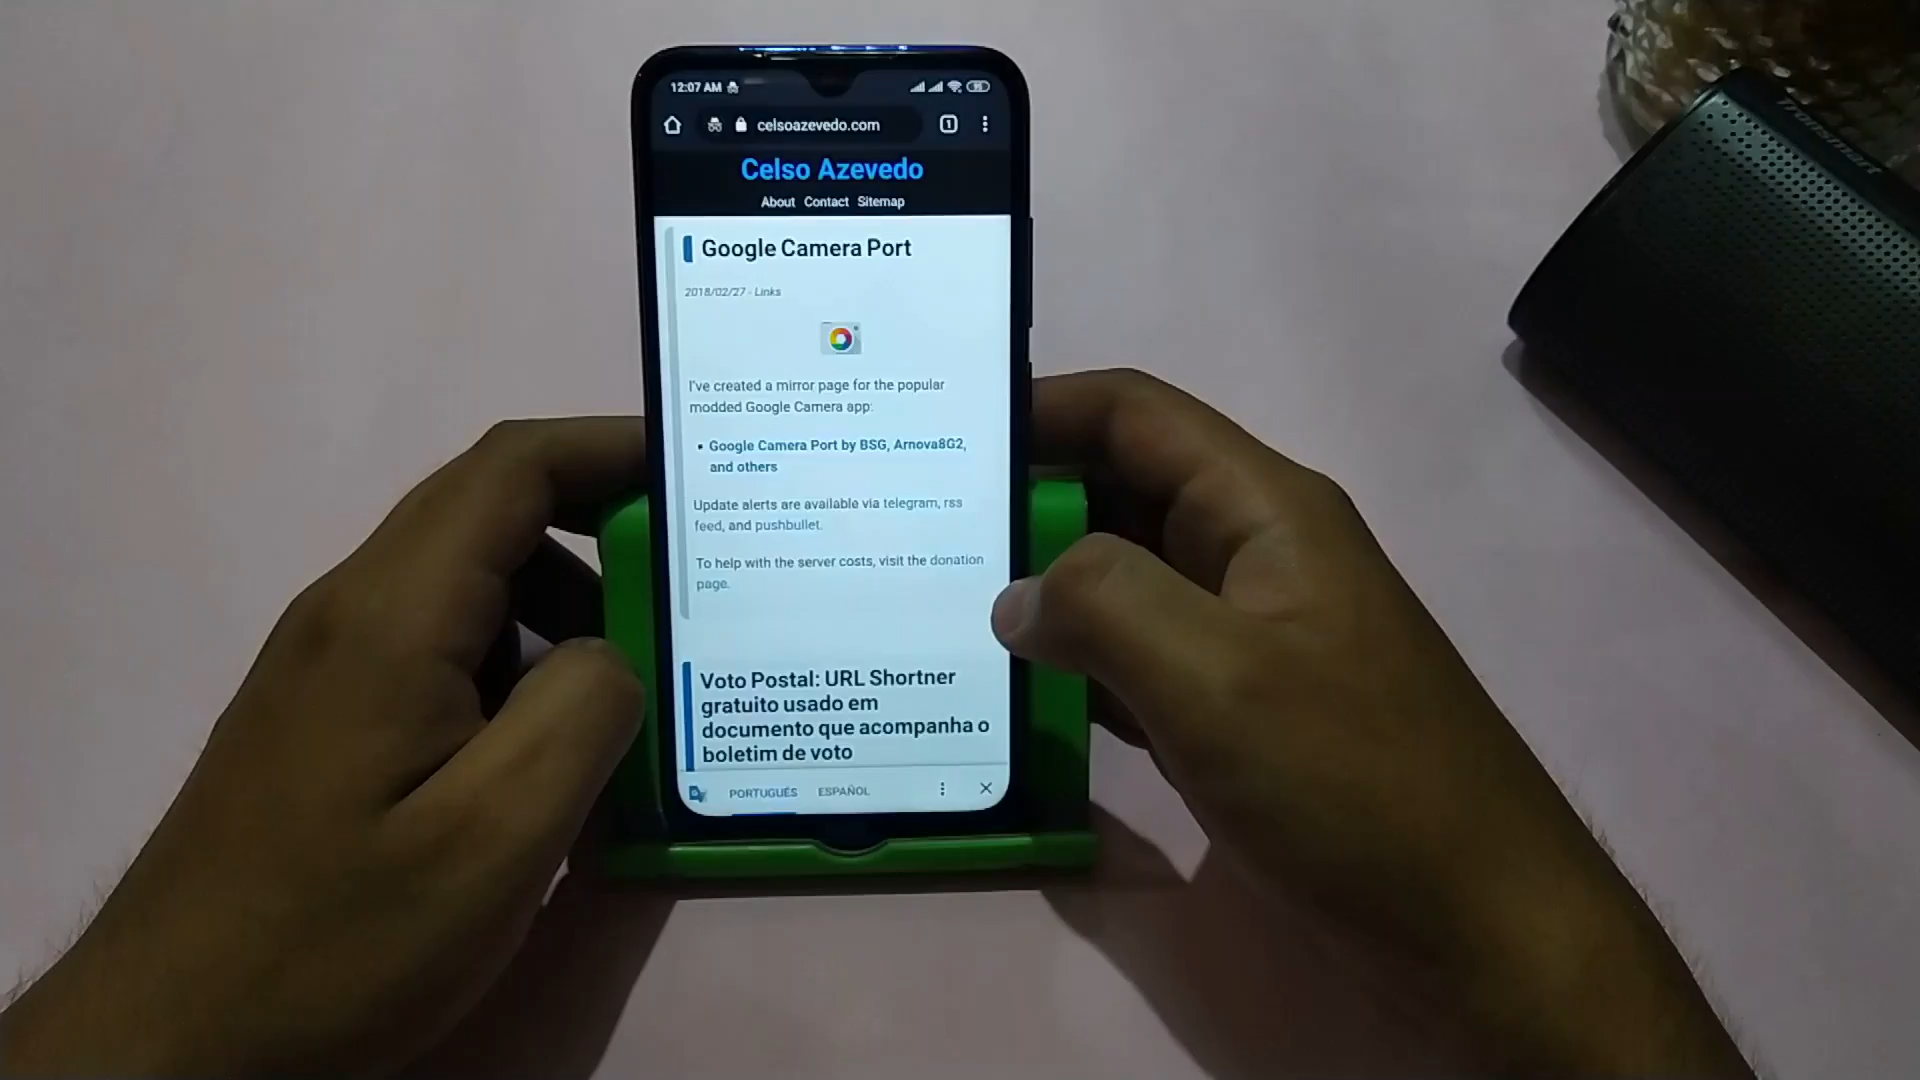 12:07 AM
celsoazevedo.com
1
Celso Azevedo
About Contact Sitemap
Google Camera Port
2018/02/27 - Links
I've created a mirror page for the popular
modded Google Camera app:
• Google Camera Port by BSG, Arnova8G2,
and others
Update alerts are available via telegram, rss
feed, and pushbullet.
To help with the server costs, visit the donation
page.
Voto Postal: URL Shortner
gratuito usado em
documento que acompanha o
boletim de voto
PORTUGUÊS ESPAÑOL
Tronsmart